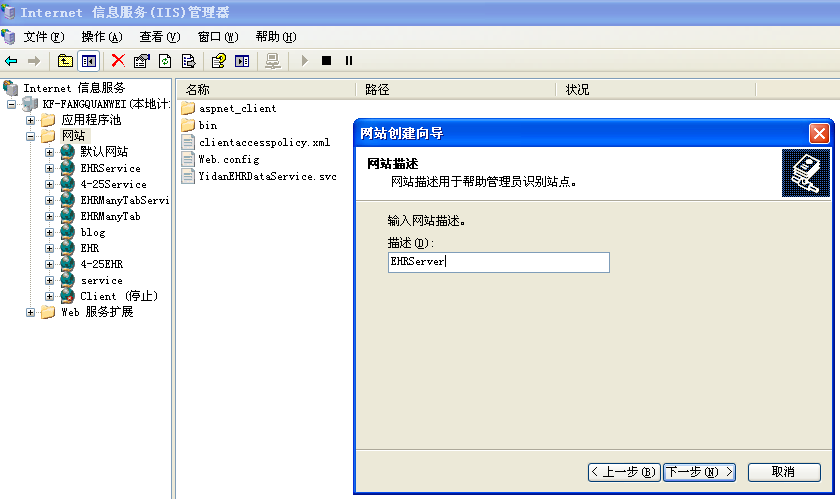 Internet 信息服务(IIS)管理器
文件(F) 操作(A) 查看(V) 窗口(W) 帮助(H)
Internet 信息服务
KF-FANGQUANWEI(本地计
应用程序池
网站
默认网站
EHRService
4-25Service
EHRManyTabServi
EHRManyTab
blog
EHR
4-25EHR
service
Client (停止)
Web 服务扩展
名称 路径 状况
aspnet_client
bin
clientaccesspolicy.xml
Web.config
YidanEHRDataService.svc
网站创建向导
网站描述
网站描述用于帮助管理员识别站点。
输入网站描述。
描述(D):
EHRServer
< 上一步(B) 下一步(N) > 取消